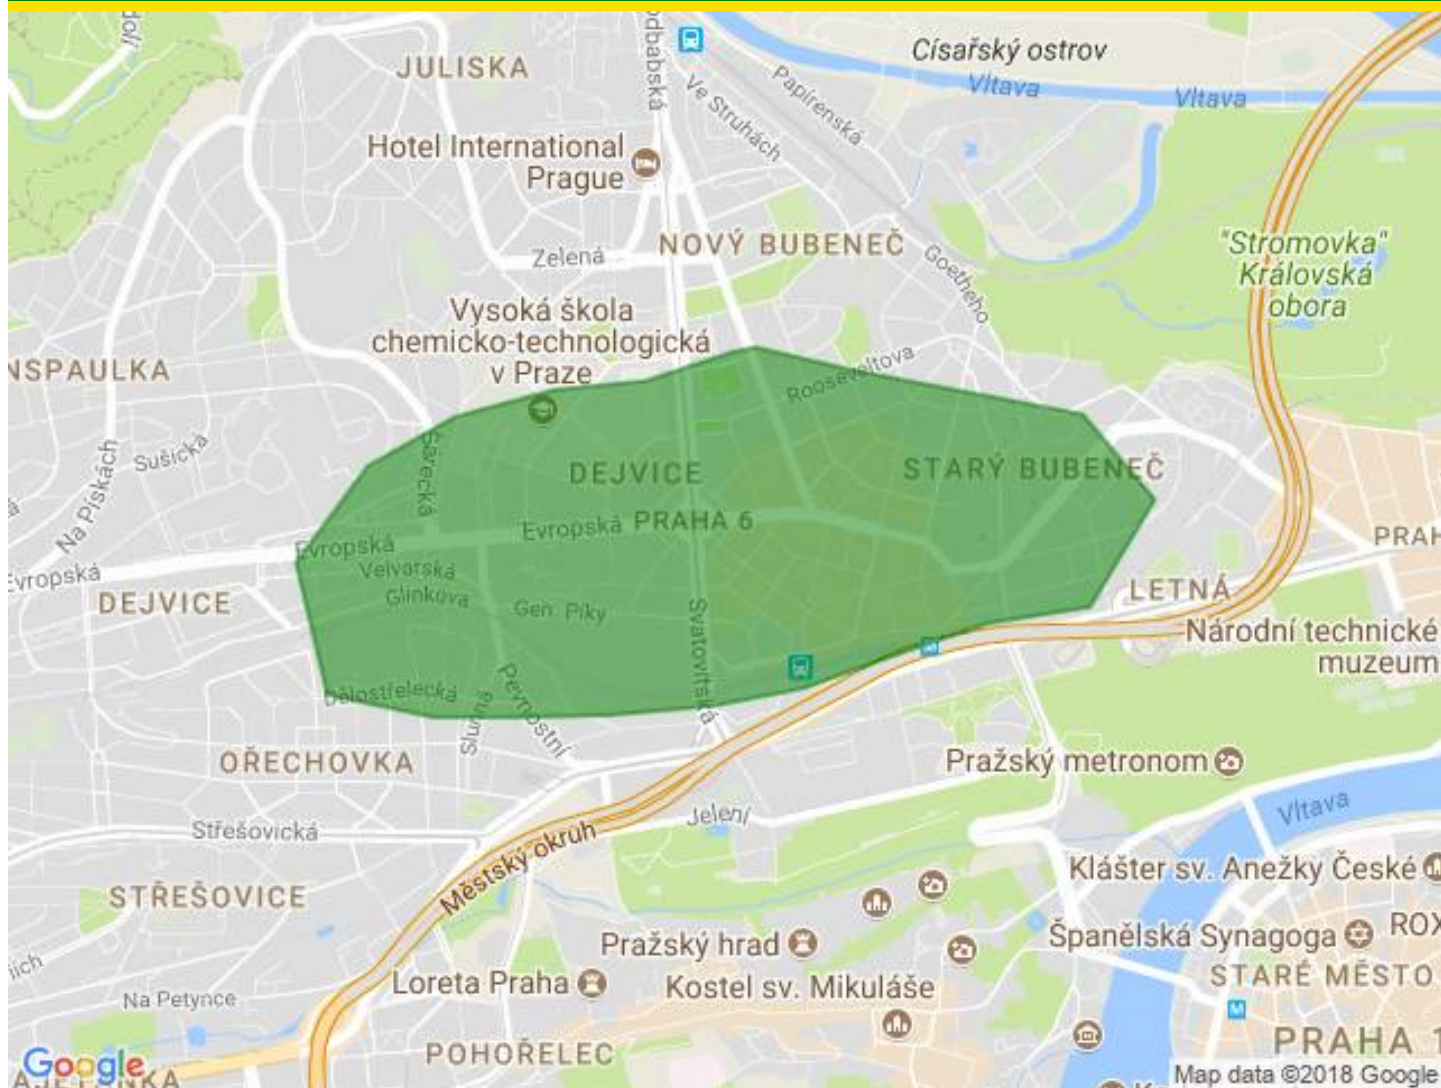 JULISKA
Podbabská
Ve Struhách
Papírenská
Císařský ostrov
Vltava
Vltava
Hotel International
Prague
Zelená
NOVÝ BUBENEČ
Goetheho
"Stromovka"
Královská
obora
Vysoká škola
chemicko-technologická
v Praze
Rooseveltova
NSPAULKA
Sušická
Na Pískách
Šárecká
DEJVICE
STARÝ BUBENEČ
Evropská
PRAHA 6
Evropská
Evropská
Velvarská
Glinkova
Gen. Píky
DEJVICE
PRAH
LETNÁ
Národní technické
muzeum
Svatovítská
Dělostřelecká
Slunná
Pevnostní
OŘECHOVKA
Pražský metronom
Střešovická
Jelení
Vltava
Městský okruh
STŘEŠOVICE
Klášter sv. Anežky České
Pražský hrad
Španělská Synagoga
ROX
Loreta Praha
Kostel sv. Mikuláše
STARÉ MĚSTO
Na Petynce
M
POHOŘELEC
PRAHA 1
Google
Map data ©2018 Google